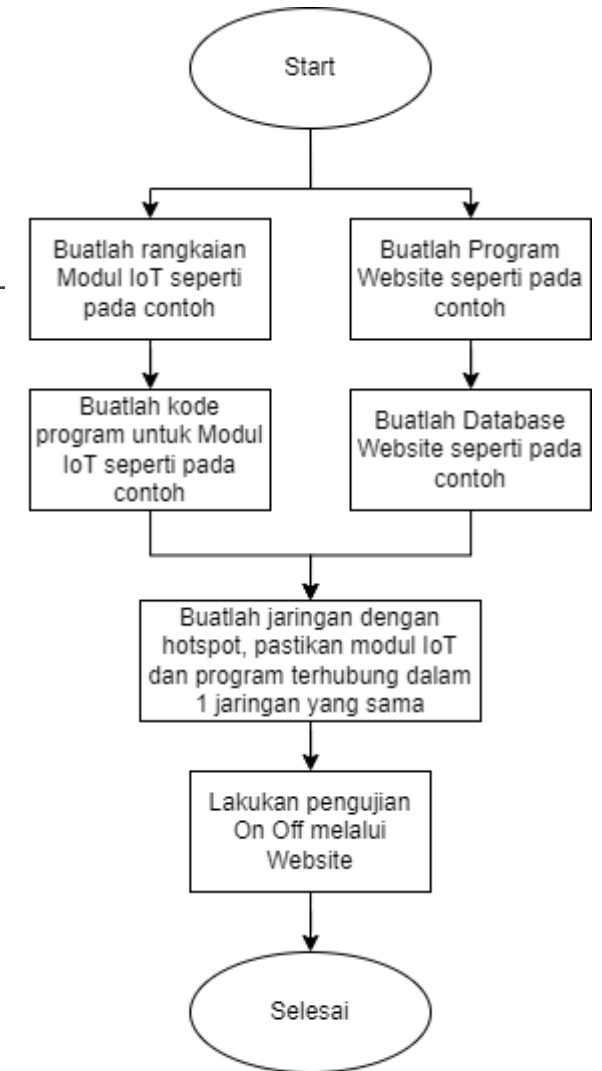 Start
Buatlah rangkaian
Modul IoT seperti
pada contoh
Buatlah Program
Website seperti pada
contoh
Buatlah kode
program untuk Modul
IoT seperti pada
contoh
Buatlah Database
Website seperti pada
contoh
Buatlah jaringan dengan
hotspot, pastikan modul IoT
dan program terhubung dalam
1 jaringan yang sama
Lakukan pengujian
On Off melalui
Website
Selesai